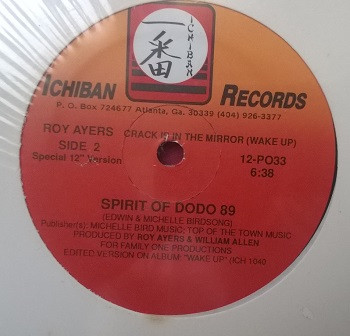 一番
ICHIBAN
ICHIBAN RECORDS
P. O. Box 724677 Atlanta, Ga. 30339 (404) 926-3377
ROY AYERS CRACK IS IN THE MIRROR (WAKE UP)
SIDE 2
Special 12" Version
12-PO33
6:38
SPIRIT OF DODO 89
(EDWIN & MICHELLE BIRDSONG)
Publisher(s): MICHELLE BIRD MUSIC; TOP OF THE TOWN MUSIC
PRODUCED BY ROY AYERS & WILLIAM ALLEN
FOR FAMILY ONE PRODUCTIONS
EDITED VERSION ON ALBUM "WAKE UP" (ICH 1040)